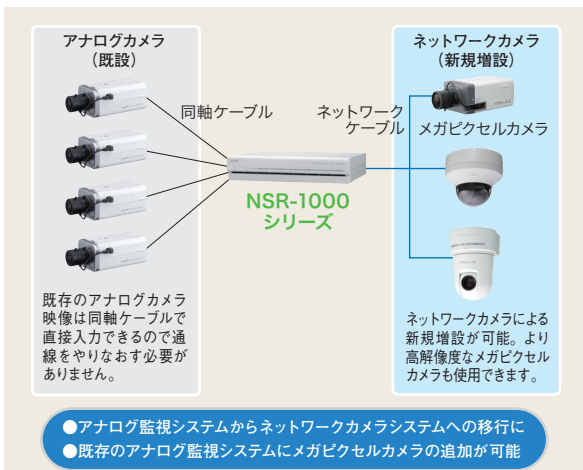 アナログカメラ
（既設）
同軸ケーブル
既存のアナログカメラ
映像は同軸ケーブルで
直接入力できるので通
線をやりなおす必要が
ありません。
NSR-1000
シリーズ
ネットワーク
ケーブル
ネットワークカメラ
（新規増設）
メガピクセルカメラ
ネットワークカメラによる
新規増設が可能。より
高解像度なメガピクセル
カメラも使用できます。
●アナログ監視システムからネットワークカメラシステムへの移行に
●既存のアナログ監視システムにメガピクセルカメラの追加が可能